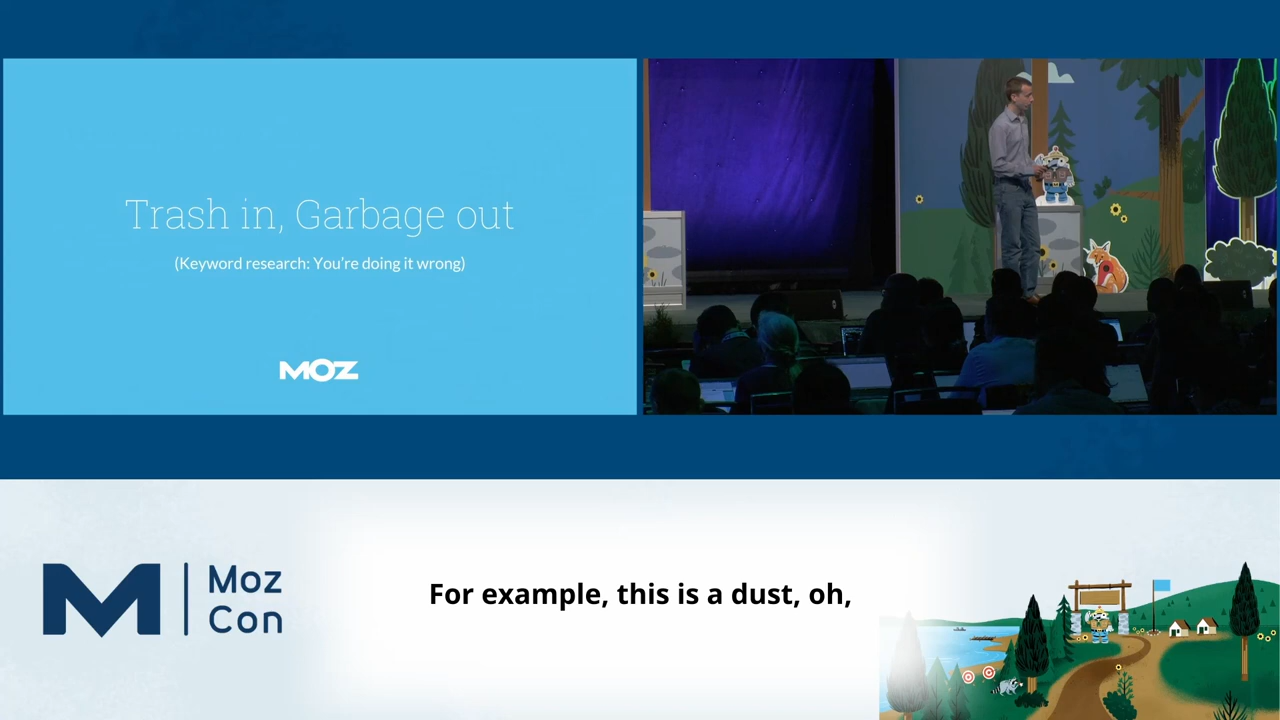 Trash in, Garbage out
(Keyword research: You're doing it wrong)
MOZ
M
Moz
Con
For example, this is a dust, oh,